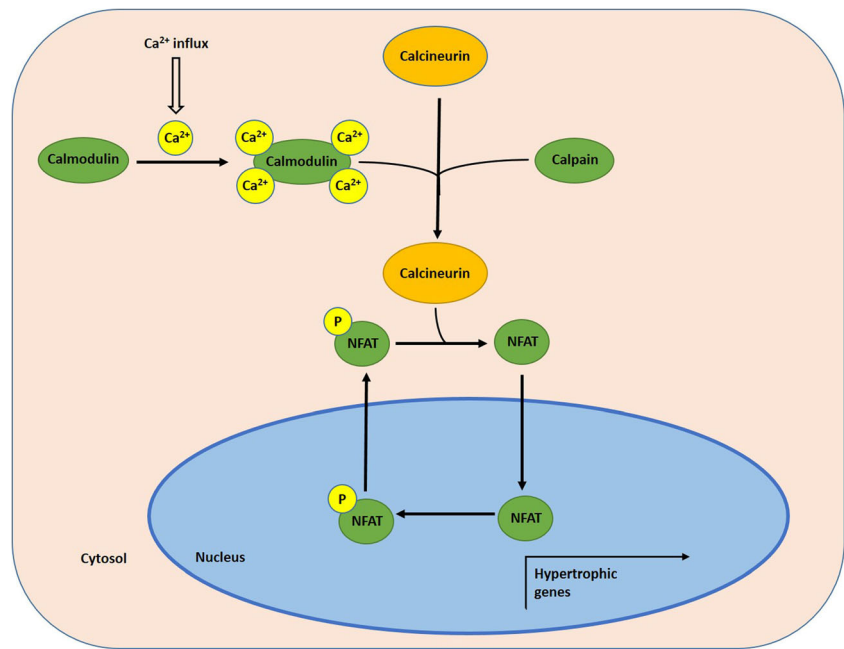 Ca²⁺ influx
Calcineurin
Ca²⁺
Ca²⁺
Ca²⁺
Calmodulin
Calmodulin
Calpain
Ca²⁺
Ca²⁺
Calcineurin
P
NFAT
NFAT
P
NFAT
NFAT
Cytosol
Nucleus
Hypertrophic
genes